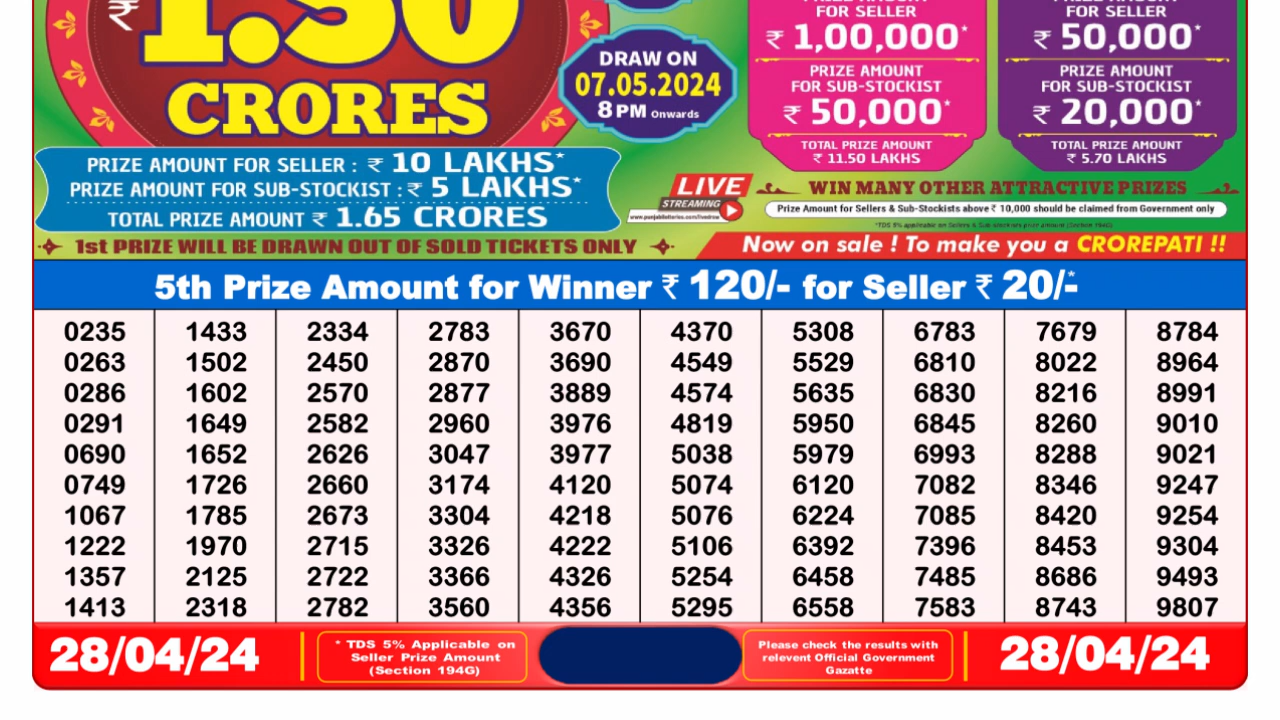 ₹ 1.50
CRORES
DRAW ON
07.05.2024
8 PM Onwards
FOR SELLER
₹ 1,00,000*
PRIZE AMOUNT
FOR SUB-STOCKIST
₹ 50,000*
TOTAL PRIZE AMOUNT
₹ 11.50 LAKHS
FOR SELLER
₹ 50,000*
PRIZE AMOUNT
FOR SUB-STOCKIST
₹ 20,000*
TOTAL PRIZE AMOUNT
₹ 5.70 LAKHS
PRIZE AMOUNT FOR SELLER : ₹ 10 LAKHS*
PRIZE AMOUNT FOR SUB-STOCKIST : ₹ 5 LAKHS*
TOTAL PRIZE AMOUNT ₹ 1.65 CRORES
LIVE
STREAMING
WIN MANY OTHER ATTRACTIVE PRIZES
Prize Amount for Sellers & Sub-Stockists above ₹ 10,000 should be claimed from Government only
1st PRIZE WILL BE DRAWN OUT OF SOLD TICKETS ONLY
Now on sale ! To make you a CROREPATI !!
5th Prize Amount for Winner ₹ 120/- for Seller ₹ 20/-*
0235 1433 2334 2783 3670 4370 5308 6783 7679 8784
0263 1502 2450 2870 3690 4549 5529 6810 8022 8964
0286 1602 2570 2877 3889 4574 5635 6830 8216 8991
0291 1649 2582 2960 3976 4819 5950 6845 8260 9010
0690 1652 2626 3047 3977 5038 5979 6993 8288 9021
0749 1726 2660 3174 4120 5074 6120 7082 8346 9247
1067 1785 2673 3304 4218 5076 6224 7085 8420 9254
1222 1970 2715 3326 4222 5106 6392 7396 8453 9304
1357 2125 2722 3366 4326 5254 6458 7485 8686 9493
1413 2318 2782 3560 4356 5295 6558 7583 8743 9807
28/04/24
* TDS 5% Applicable on
Seller Prize Amount
(Section 194G)
Please check the results with
relevent Official Government
Gazatte
28/04/24